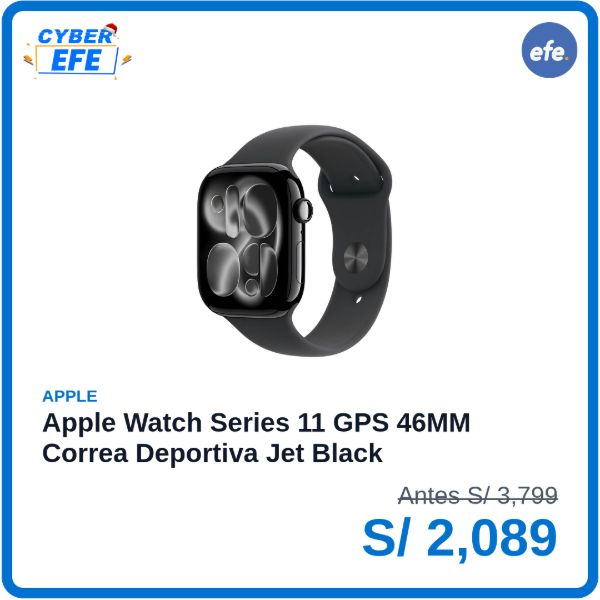 CYBER
EFE
efe.
APPLE
Apple Watch Series 11 GPS 46MM
Correa Deportiva Jet Black
Antes S/ 3,799
S/ 2,089